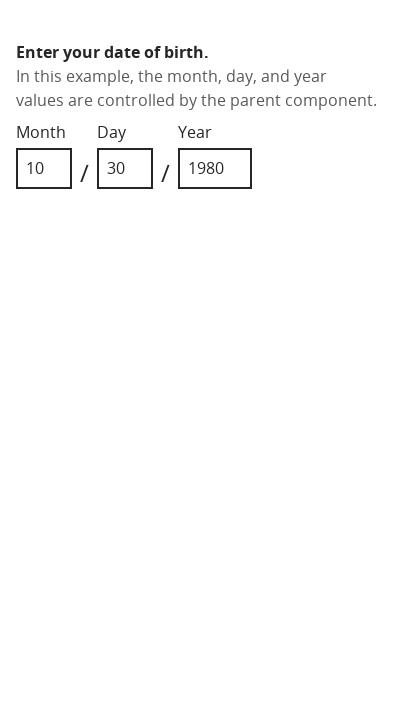 Enter your date of birth.
In this example, the month, day, and year
values are controlled by the parent component.
Month Day Year
10 / 30 / 1980